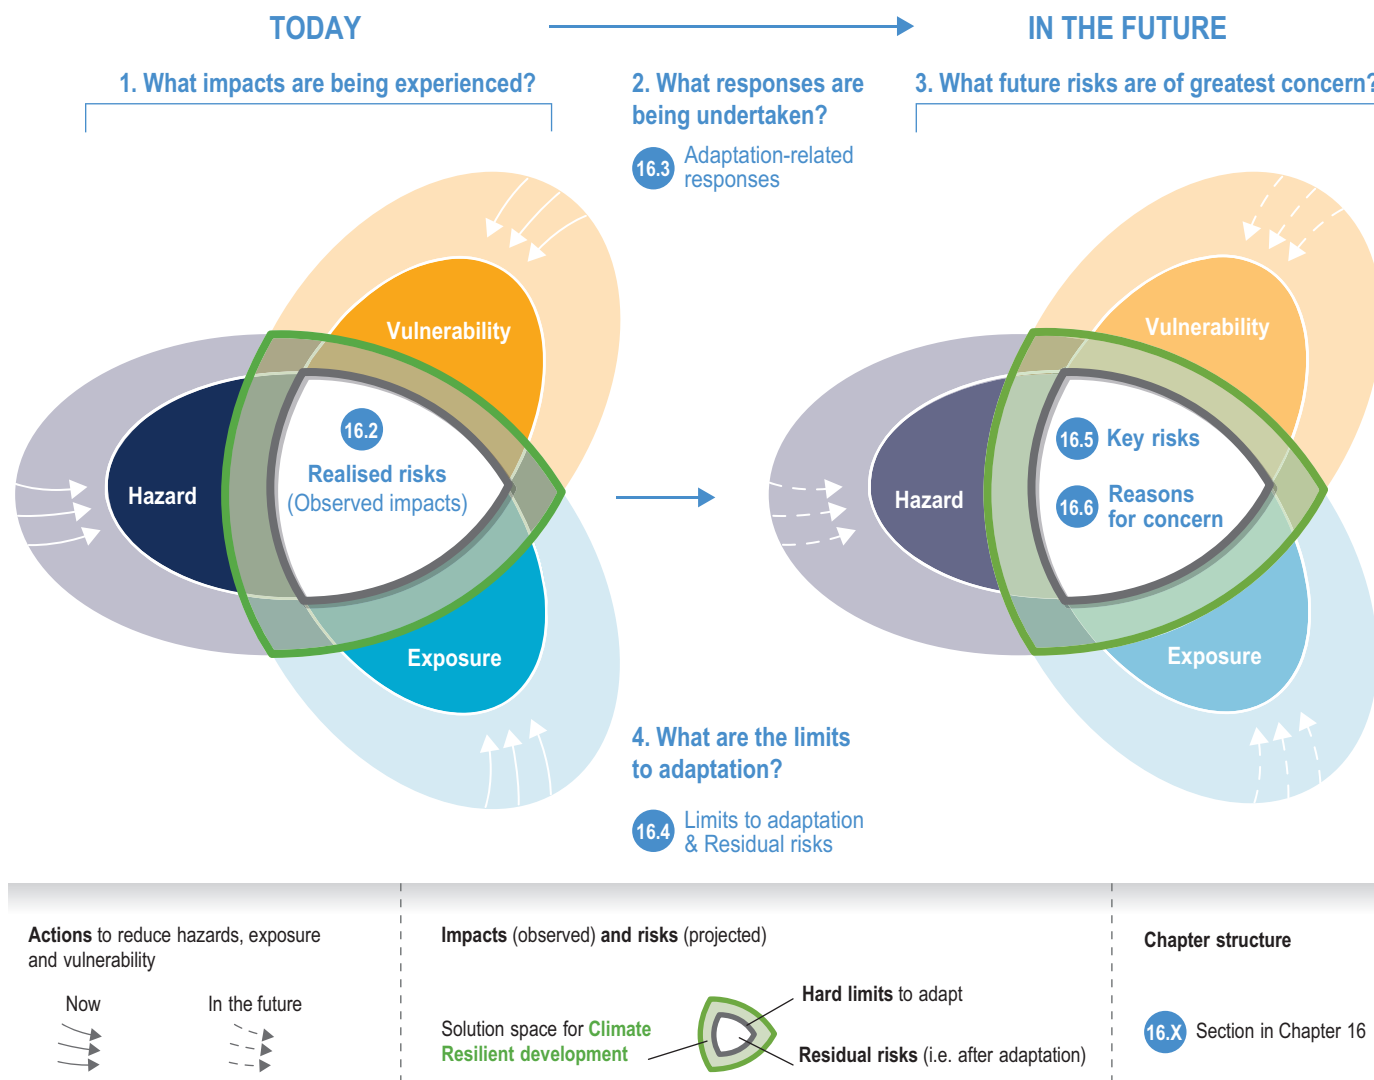 TODAY
IN THE FUTURE
1. What impacts are being experienced?
2. What responses are
being undertaken?
16.3
Adaptation-related
responses
3. What future risks are of greatest concern?
Vulnerability
Hazard
16.2
Realised risks
(Observed impacts)
Exposure
Vulnerability
Hazard
16.5
Key risks
16.6
Reasons
for concern
Exposure
4. What are the limits
to adaptation?
16.4
Limits to adaptation
& Residual risks
Actions to reduce hazards, exposure
and vulnerability
Now
In the future
Impacts (observed) and risks (projected)
Solution space for Climate
Resilient development
Hard limits to adapt
Residual risks (i.e. after adaptation)
Chapter structure
16.X
Section in Chapter 16